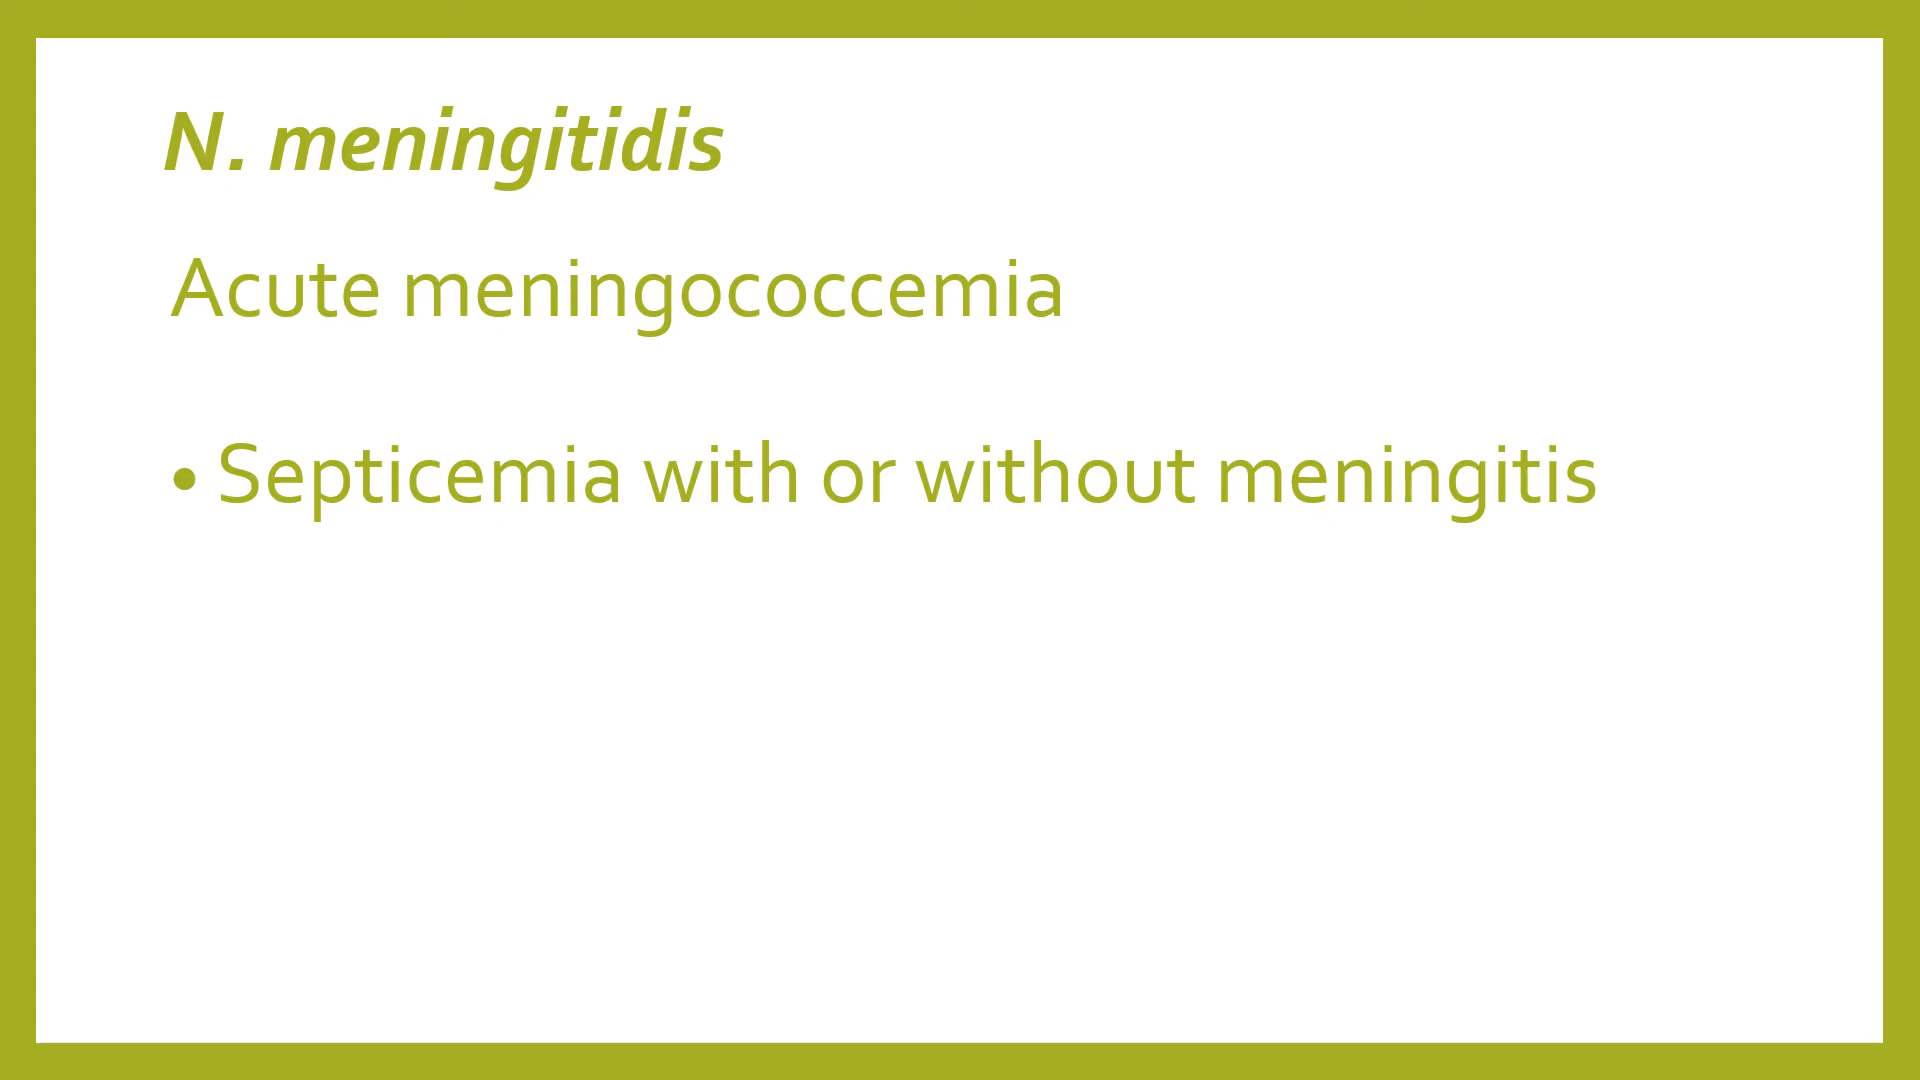 N. meningitidis
Acute meningococcemia
• Septicemia with or without meningitis